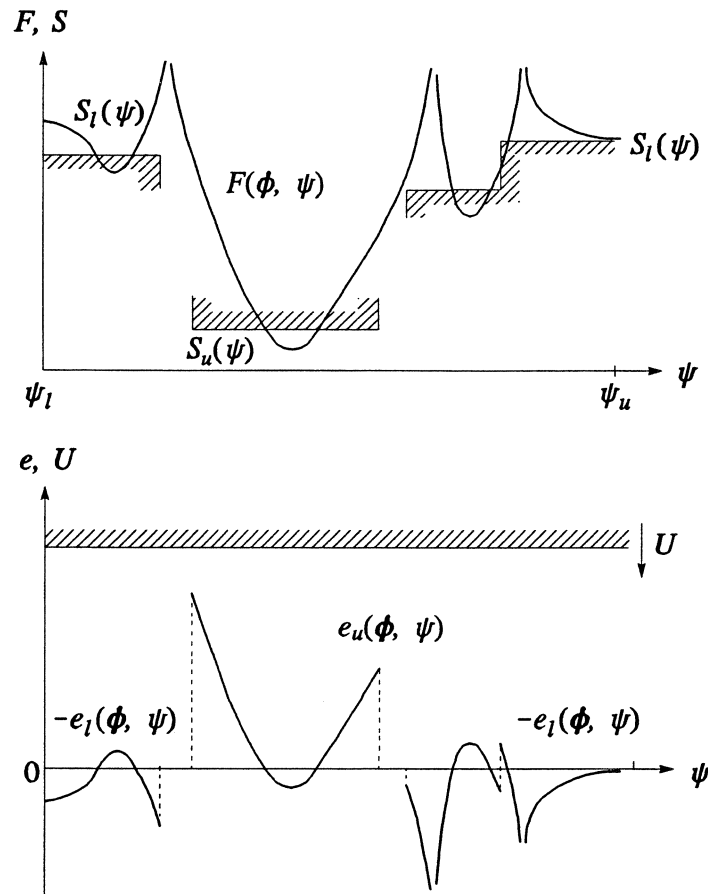 F, S
S_l(ψ)
F(ϕ, ψ)
S_l(ψ)
S_u(ψ)
ψ_l
ψ_u
ψ
e, U
U
e_u(ϕ, ψ)
-e_l(ϕ, ψ)
-e_l(ϕ, ψ)
0
ψ